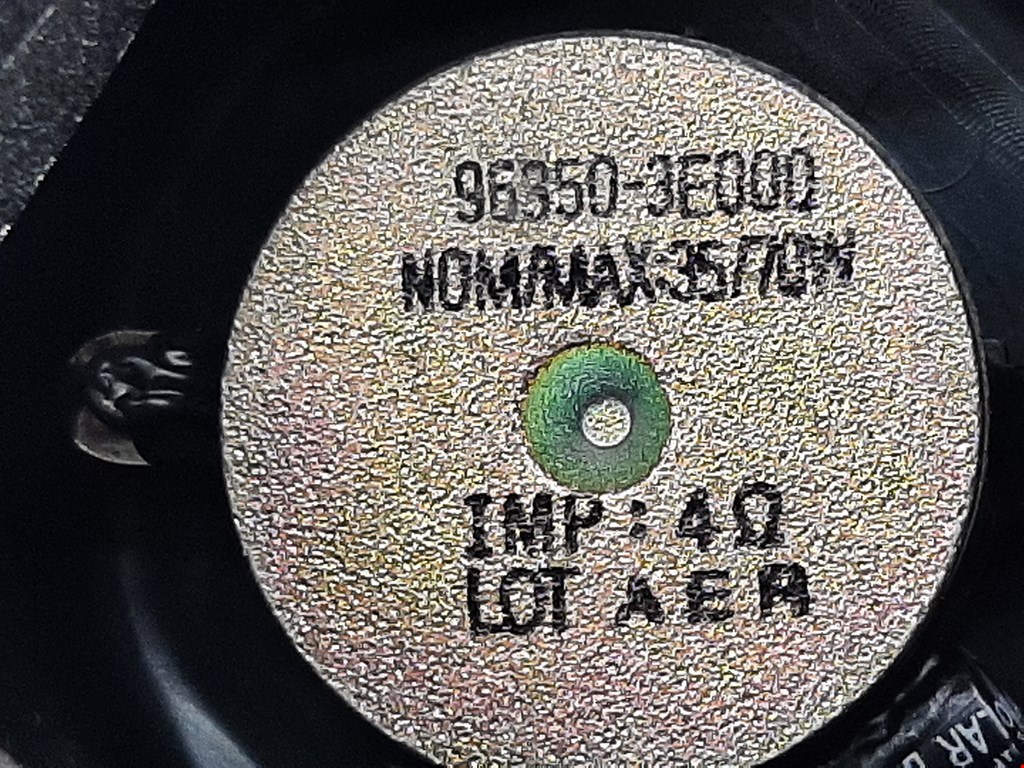 96350-3E000
NOM/MAX:35/70W
IMP: 4Ω
LOT A E R